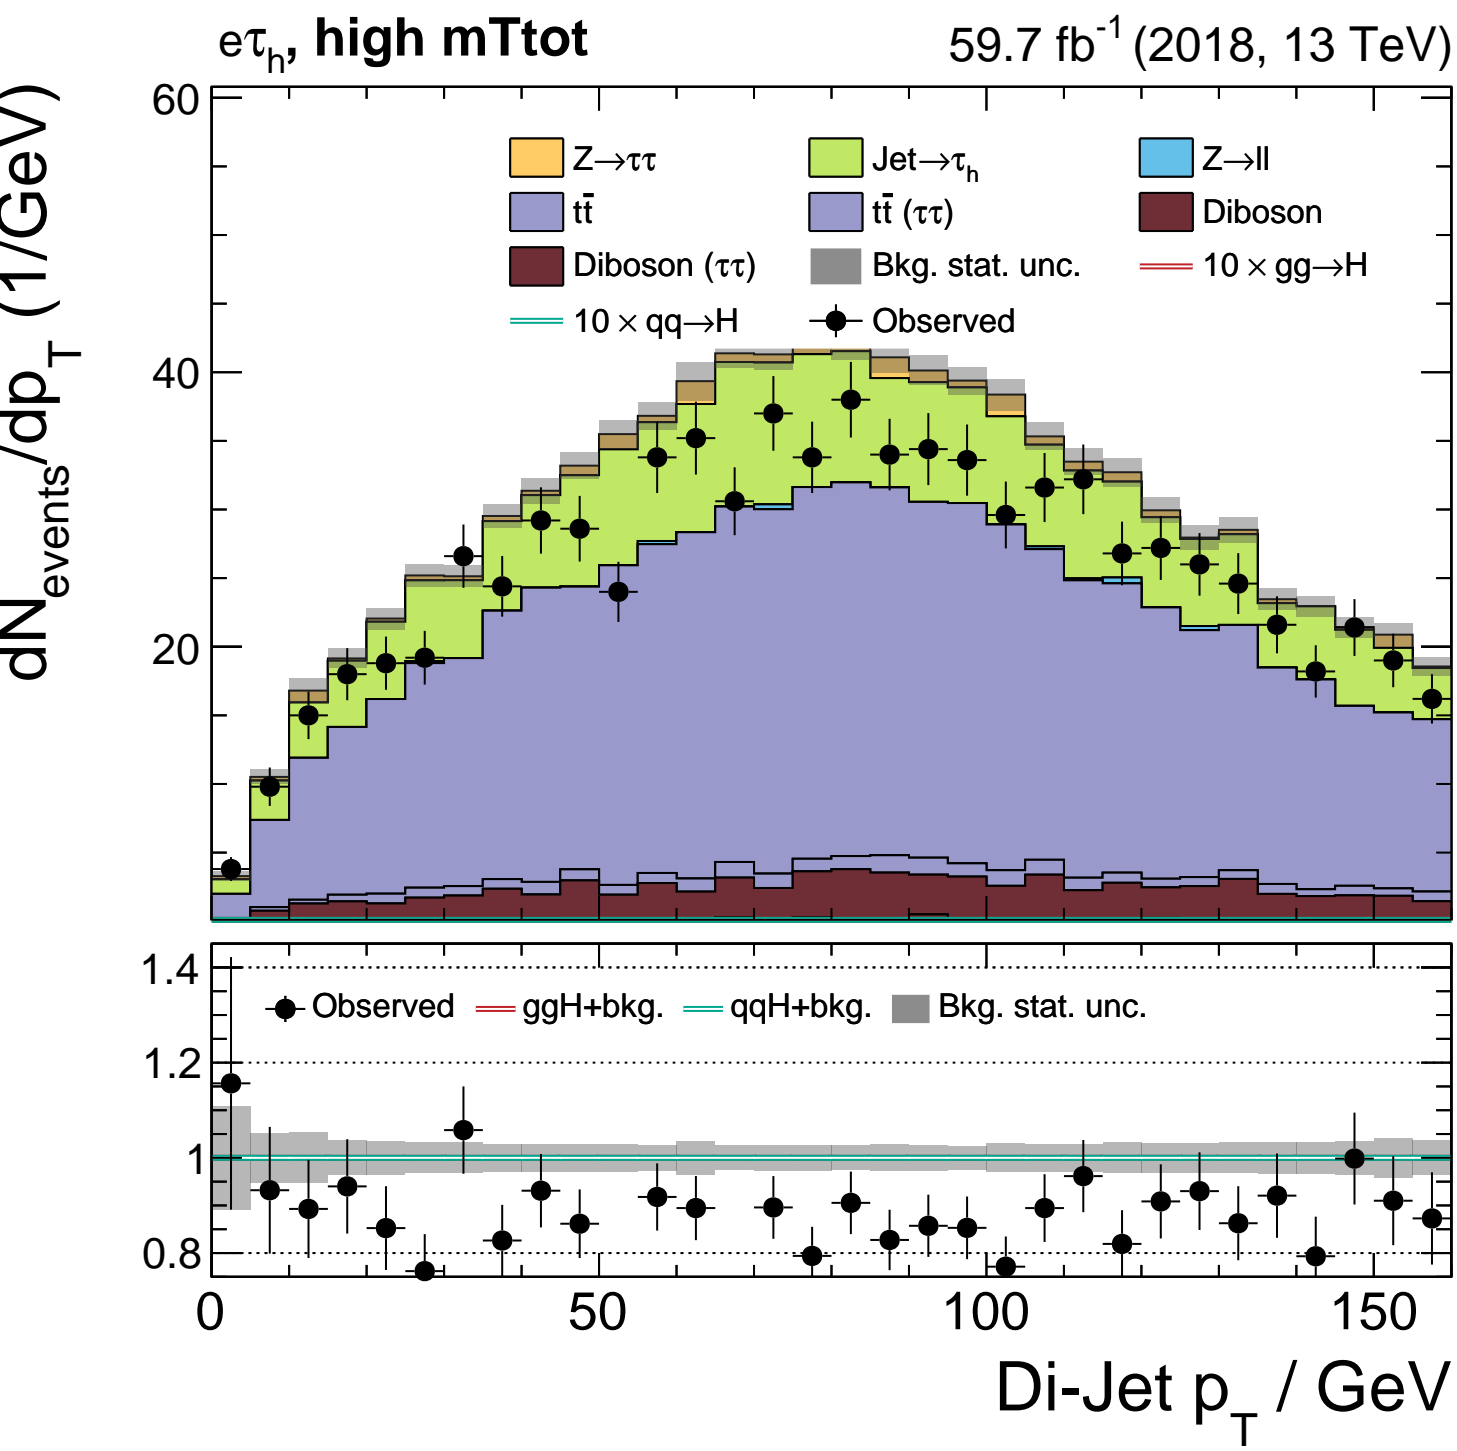 eτh, high mTtot 59.7 fb-1 (2018, 13 TeV)
dNevents/dpT (1/GeV)
60
40
20
Z→ττ Jet→τh Z→ll
tt̄ tt̄ (ττ) Diboson
Diboson (ττ) Bkg. stat. unc. 10 × gg→H
10 × qq→H Observed
1.4
1.2
1
0.8
Observed ggH+bkg. qqH+bkg. Bkg. stat. unc.
0 50 100 150
Di-Jet pT / GeV